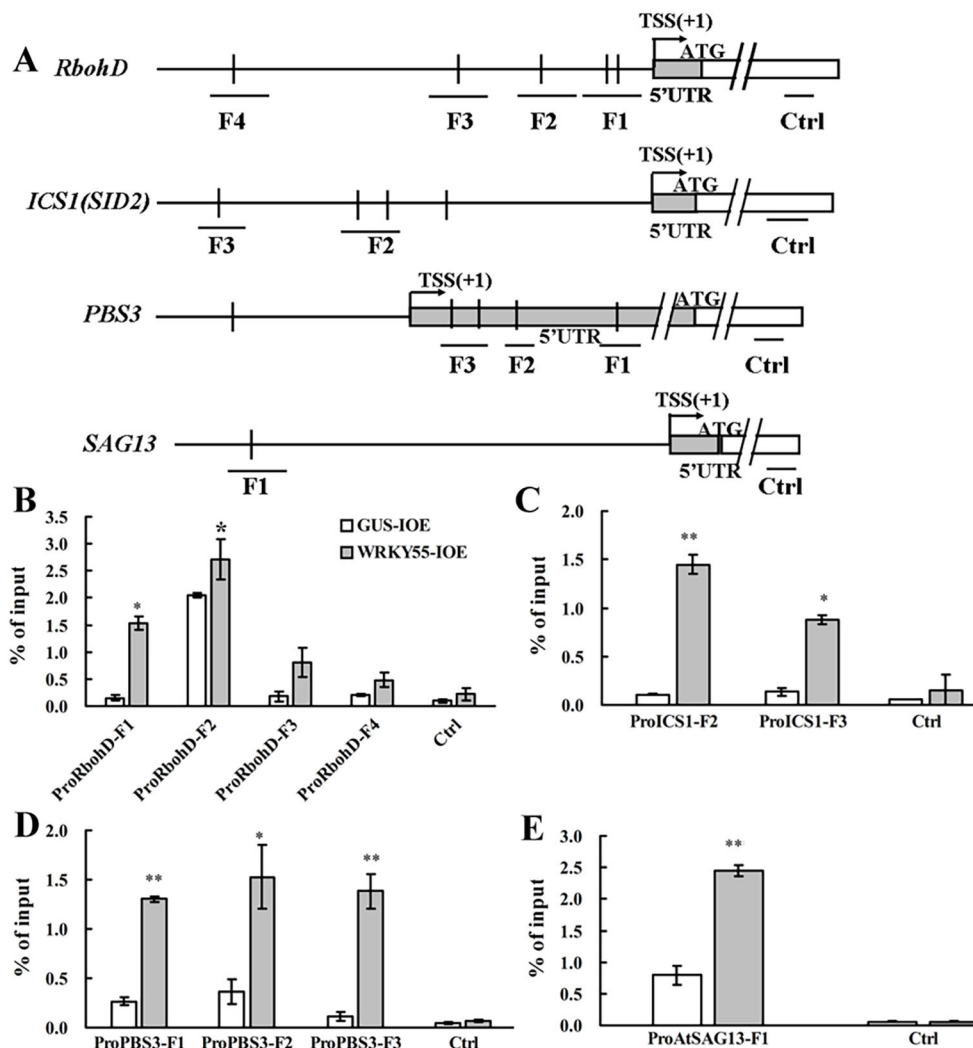 A
RbohD
TSS(+1)
ATG
5'UTR
F4 F3 F2 F1 Ctrl
ICS1(SID2)
TSS(+1)
ATG
5'UTR
F3 F2 Ctrl
PBS3
TSS(+1)
ATG
5'UTR
F3 F2 F1 Ctrl
SAG13
TSS(+1)
ATG
5'UTR
F1 Ctrl
B
% of input
3.5
3.0
2.5
2.0
1.5
1.0
0.5
0.0
GUS-IOE
WRKY55-IOE
* *
ProRbohD-F1 ProRbohD-F2 ProRbohD-F3 ProRbohD-F4 Ctrl
C
% of input
2.0
1.5
1.0
0.5
0.0
** *
ProICS1-F2 ProICS1-F3 Ctrl
D
% of input
2.0
1.5
1.0
0.5
0.0
** * **
ProPBS3-F1 ProPBS3-F2 ProPBS3-F3 Ctrl
E
% of input
3.0
2.5
2.0
1.5
1.0
0.5
0.0
**
ProAtSAG13-F1 Ctrl